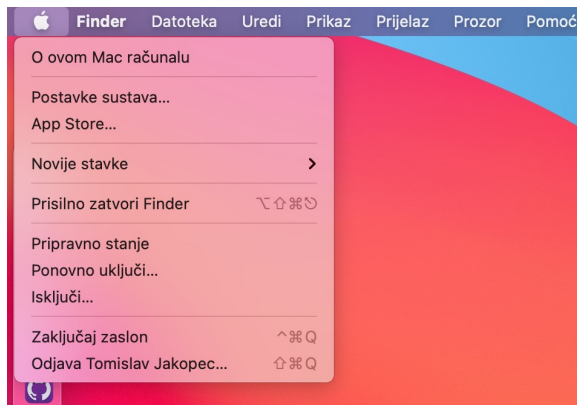 Finder Datoteka Uredi Prikaz Prijelaz Prozor Pomoć
O ovom Mac računalu
Postavke sustava...
App Store...
Novije stavke
Prisilno zatvori Finder ⌥⇧⌘⎋
Pripravno stanje
Ponovno uključi...
Isključi...
Zaključaj zaslon ^⌘Q
Odjava Tomislav Jakopec... ⇧⌘Q